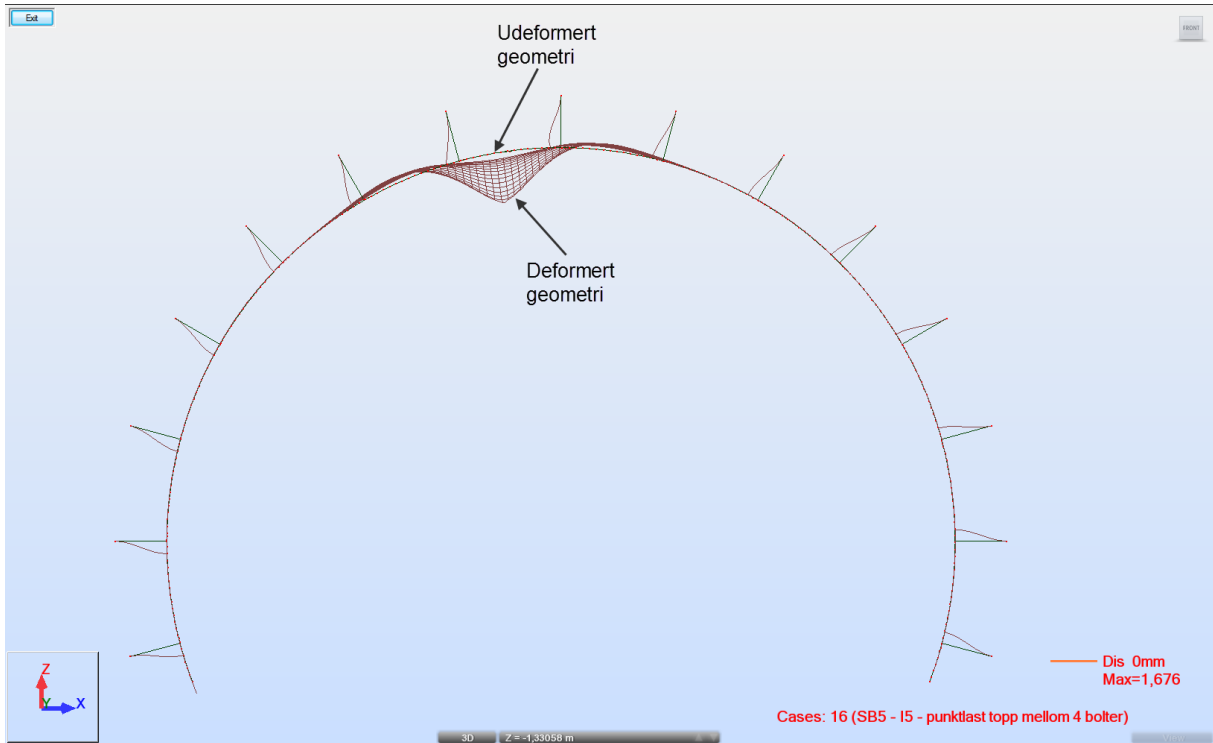 Exit
FRONT
Udeformert
geometri
Deformert
geometri
Z
Y
X
Dis 0mm
Max=1,676
Cases: 16 (SB5 - I5 - punktlast topp mellom 4 bolter)
3D
Z = -1,33058 m
View